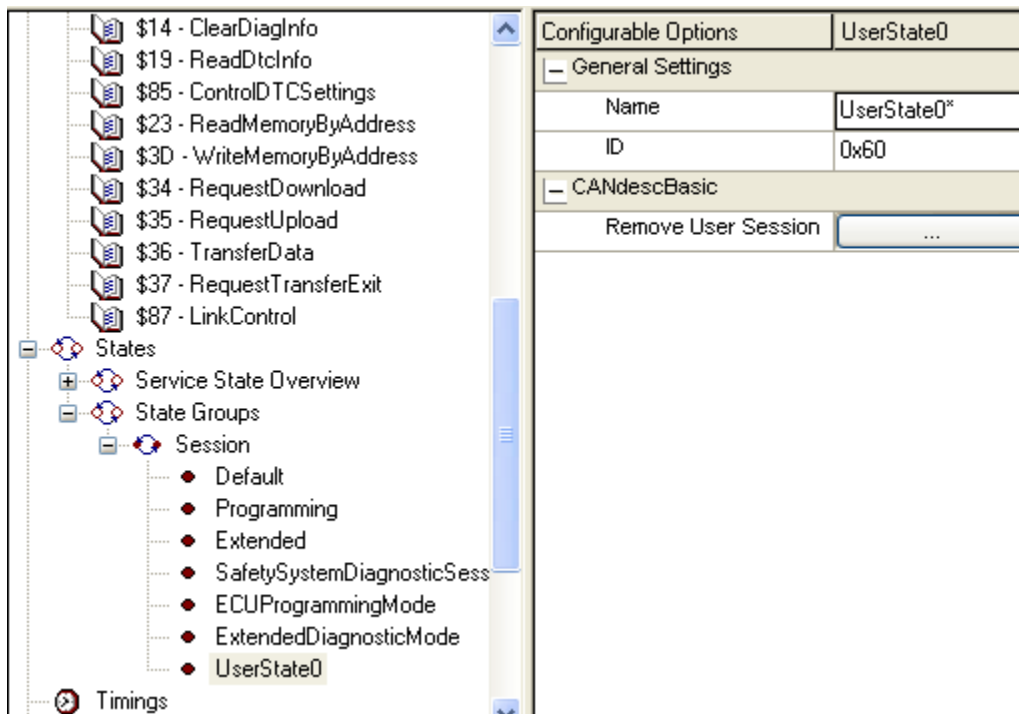 $14 - ClearDiagInfo
$19 - ReadDtcInfo
$85 - ControlDTCSettings
$23 - ReadMemoryByAddress
$3D - WriteMemoryByAddress
$34 - RequestDownload
$35 - RequestUpload
$36 - TransferData
$37 - RequestTransferExit
$87 - LinkControl
States
Service State Overview
State Groups
Session
Default
Programming
Extended
SafetySystemDiagnosticSess
ECUProgrammingMode
ExtendedDiagnosticMode
UserState0
Timings
Configurable Options UserState0
General Settings
Name UserState0*
ID 0x60
CANdescBasic
Remove User Session ...